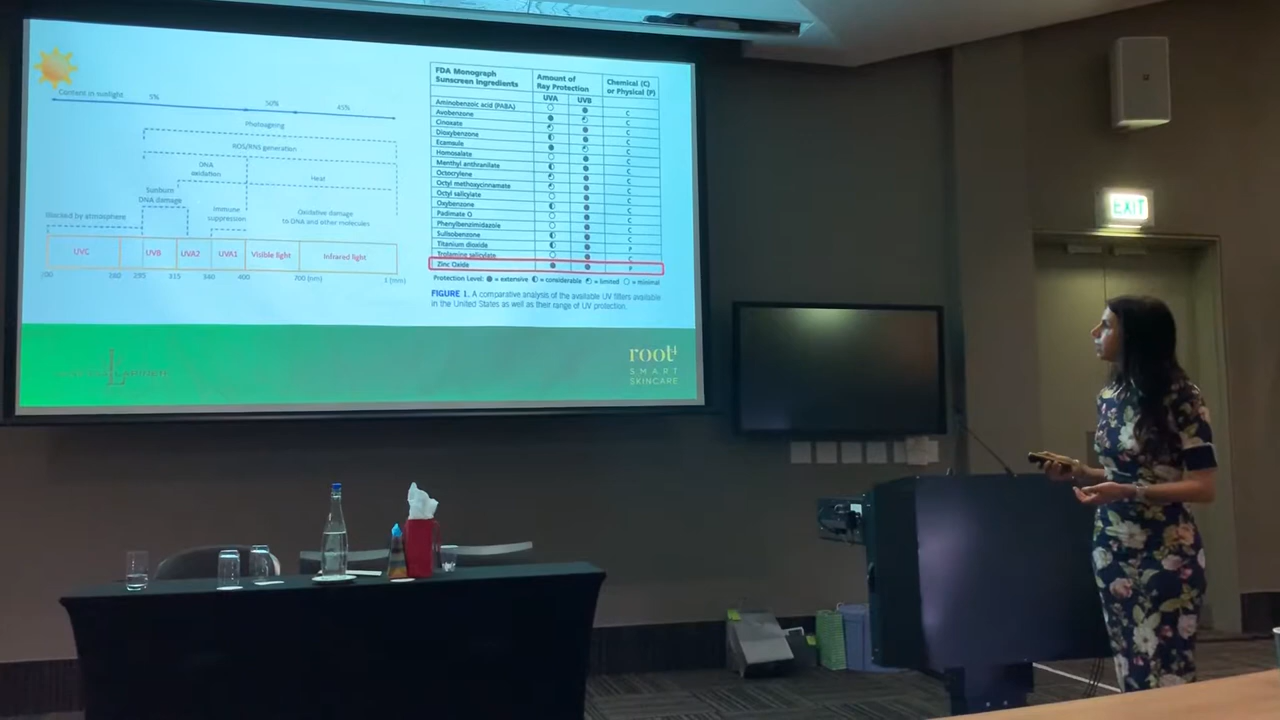 Content in sunlight
5%
50%
45%
Photoageing
ROS/RNS generation
DNA
oxidation
Heat
Sunburn
DNA damage
Immune
suppression
Oxidative damage
to DNA and other molecules
Blocked by atmosphere
UVC
UVB
UVA2
UVA1
Visible light
Infrared light
280
295
315
340
400
700 (nm)
1 (mm)
FDA Monograph
Sunscreen Ingredients
Amount of
Ray Protection
Chemical (C)
or Physical (P)
UVA
UVB
Aminobenzoic acid (PABA)
C
Avobenzone
C
Cinoxate
C
Dioxybenzone
C
Ecamsule
C
Homosalate
C
Menthyl anthranilate
C
Octocrylene
C
Octyl methoxycinnamate
C
Octyl salicylate
C
Oxybenzone
C
Padimate O
C
Phenylbenzimidazole
C
Sulisobenzone
C
Titanium dioxide
P
Trolamine salicylate
C
Zinc Oxide
P
Protection Level: ● = extensive ◐ = considerable ◔ = limited ○ = minimal
FIGURE 1. A comparative analysis of the available UV filters available
in the United States as well as their range of UV protection.
root4
SMART
SKINCARE
EXIT